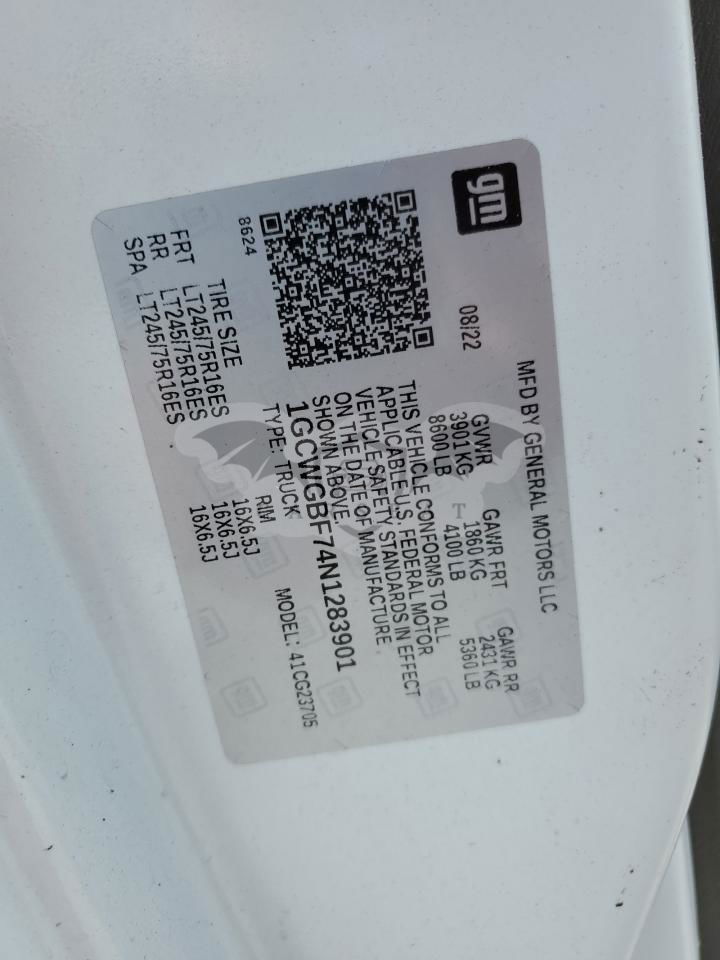 gm
MFD BY GENERAL MOTORS LLC
08/22
GVWR GAWR FRT GAWR RR
3901 KG 1860 KG 2431 KG
8600 LB 4100 LB 5360 LB
THIS VEHICLE CONFORMS TO ALL
APPLICABLE U.S. FEDERAL MOTOR
VEHICLE SAFETY STANDARDS IN EFFECT
ON THE DATE OF MANUFACTURE
SHOWN ABOVE.
1GCWGBF74N1283901
TYPE: TRUCK MODEL: 41CG23705
8624
TIRE SIZE RIM
FRT LT245/75R16ES 16X6.5J
RR LT245/75R16ES 16X6.5J
SPA LT245/75R16ES 16X6.5J